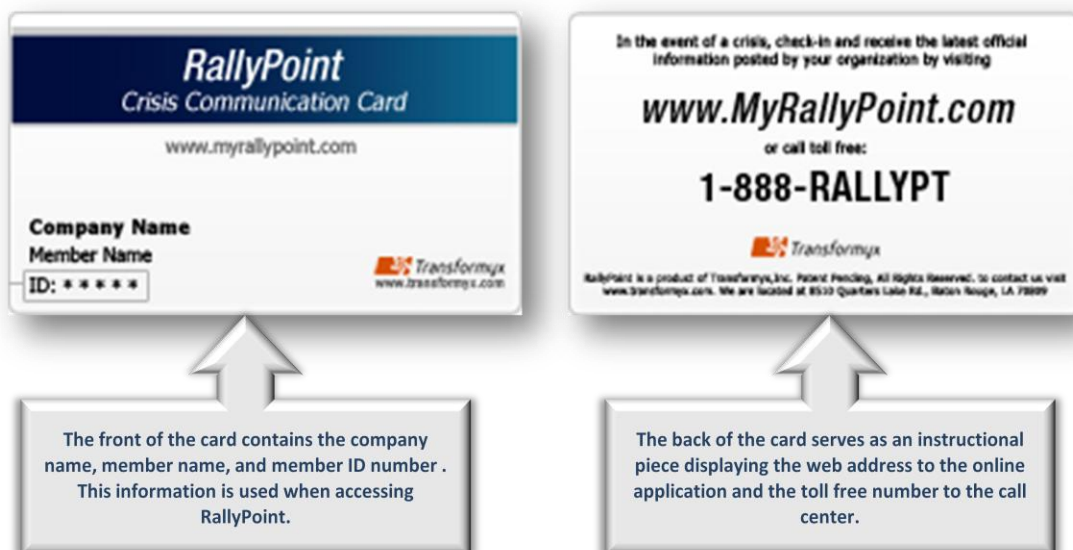 RallyPoint
Crisis Communication Card
www.myrallypoint.com
Company Name
Member Name
ID: * * * * *
Transformyx
www.transformyx.com
In the event of a crisis, check-in and receive the latest official
information posted by your organization by visiting
www.MyRallyPoint.com
or call toll free:
1-888-RALLYPT
Transformyx
RallyPoint is a product of Transformyx,Inc. Patent Pending, All Rights Reserved. to contact us visit
www.transformyx.com. We are located at 8510 Quarters Lake Rd., Baton Rouge, LA 70809
The front of the card contains the company
name, member name, and member ID number .
This information is used when accessing
RallyPoint.
The back of the card serves as an instructional
piece displaying the web address to the online
application and the toll free number to the call
center.